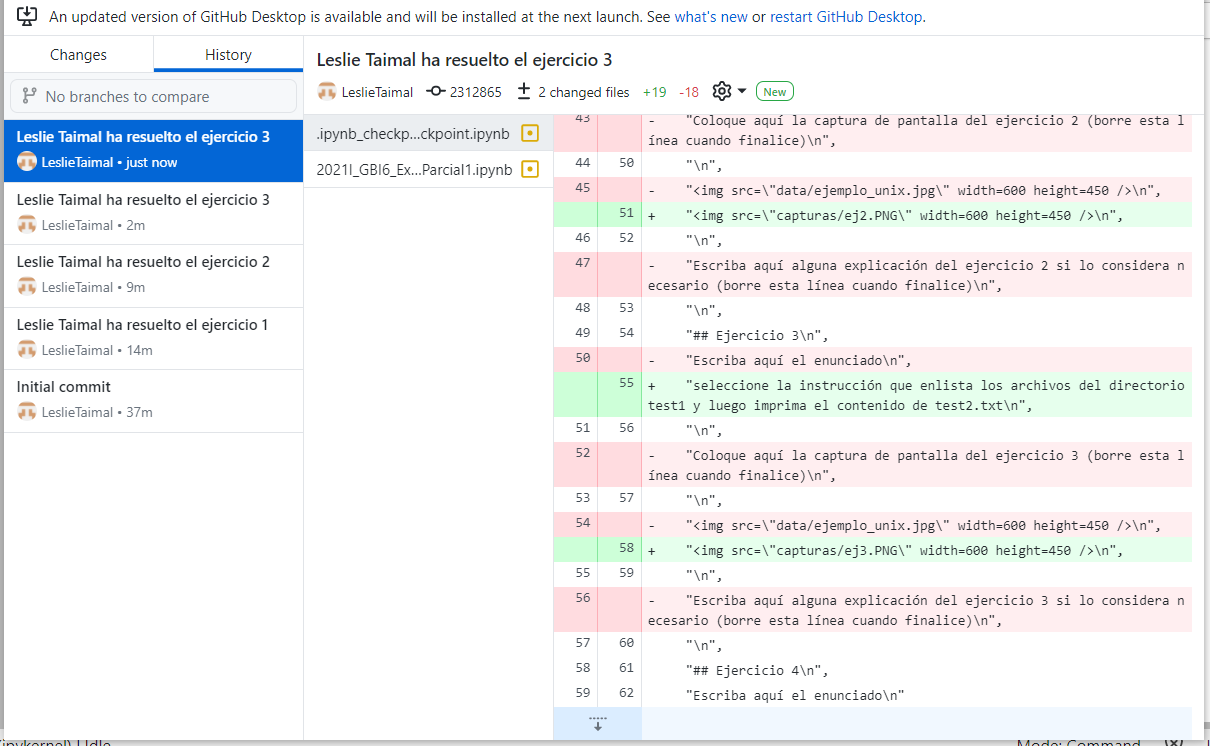 An updated version of GitHub Desktop is available and will be installed at the next launch. See what's new or restart GitHub Desktop.
Changes
History
No branches to compare
Leslie Taimal ha resuelto el ejercicio 3
LeslieTaimal • just now
Leslie Taimal ha resuelto el ejercicio 3
LeslieTaimal • 2m
Leslie Taimal ha resuelto el ejercicio 2
LeslieTaimal • 9m
Leslie Taimal ha resuelto el ejercicio 1
LeslieTaimal • 14m
Initial commit
LeslieTaimal • 37m
Leslie Taimal ha resuelto el ejercicio 3
LeslieTaimal 2312865 2 changed files +19 -18 New
.ipynb_checkp...ckpoint.ipynb
2021I_GBI6_Ex...Parcial1.ipynb
43 - "Coloque aquí la captura de pantalla del ejercicio 2 (borre esta l
ínea cuando finalice)\n",
44 50 "\n",
45 - "<img src=\"data/ejemplo_unix.jpg\" width=600 height=450 />\n",
51 + "<img src=\"capturas/ej2.PNG\" width=600 height=450 />\n",
46 52 "\n",
47 - "Escriba aquí alguna explicación del ejercicio 2 si lo considera n
ecesario (borre esta línea cuando finalice)\n",
48 53 "\n",
49 54 "## Ejercicio 3\n",
50 - "Escriba aquí el enunciado\n",
55 + "seleccione la instrucción que enlista los archivos del directorio
test1 y luego imprima el contenido de test2.txt\n",
51 56 "\n",
52 - "Coloque aquí la captura de pantalla del ejercicio 3 (borre esta l
ínea cuando finalice)\n",
53 57 "\n",
54 - "<img src=\"data/ejemplo_unix.jpg\" width=600 height=450 />\n",
58 + "<img src=\"capturas/ej3.PNG\" width=600 height=450 />\n",
55 59 "\n",
56 - "Escriba aquí alguna explicación del ejercicio 3 si lo considera n
ecesario (borre esta línea cuando finalice)\n",
57 60 "\n",
58 61 "## Ejercicio 4\n",
59 62 "Escriba aquí el enunciado\n"
Mode: Command